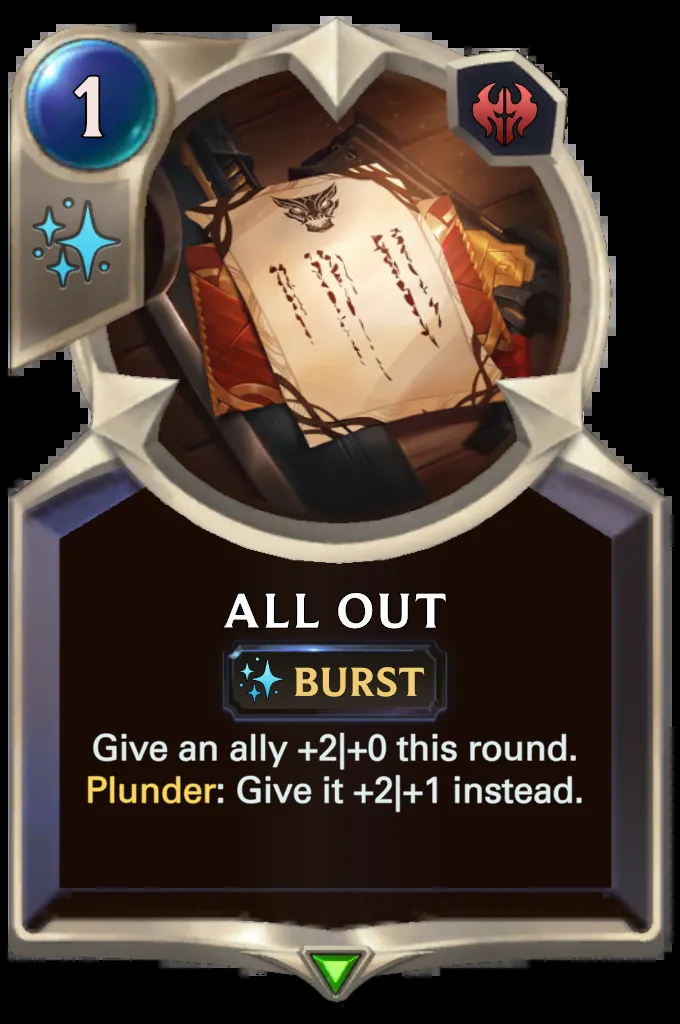 1
ALL OUT
BURST
Give an ally +2|+0 this round.
Plunder: Give it +2|+1 instead.